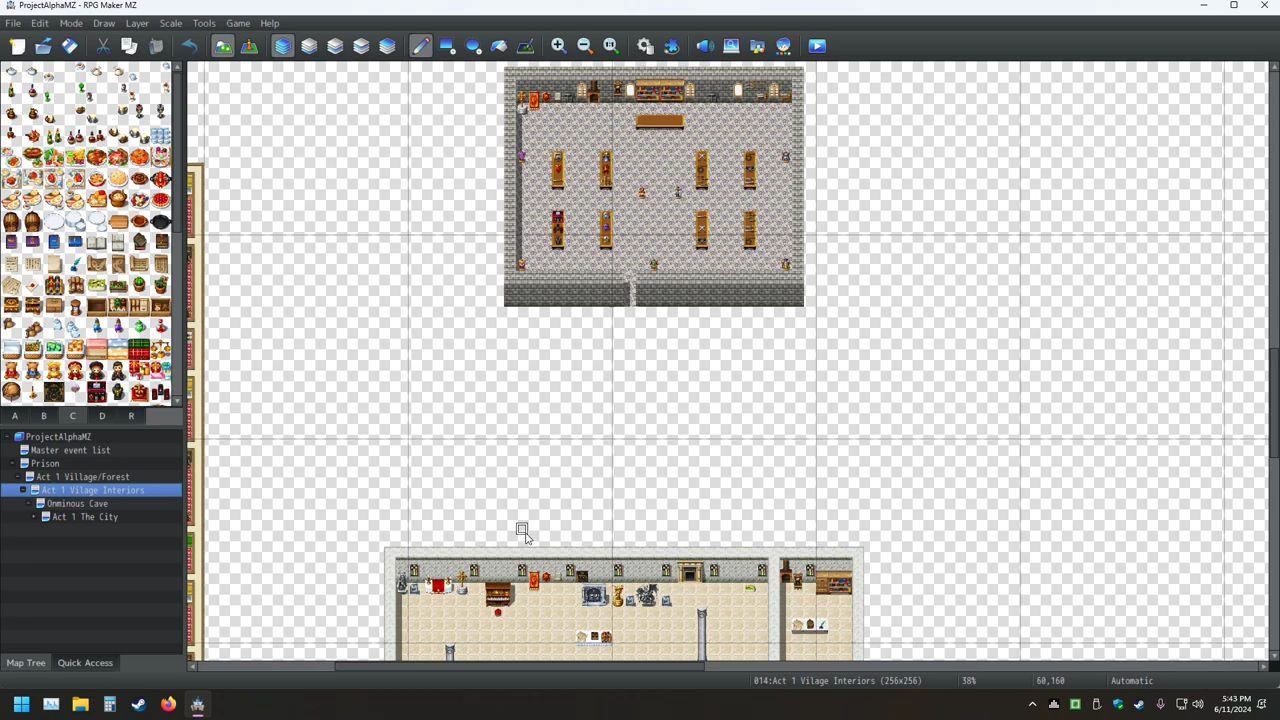 ProjectAlphaMZ - RPG Maker MZ
File Edit Mode Draw Layer Scale Tools Game Help
A B C D R
ProjectAlphaMZ
Master event list
Prison
Act 1 Village/Forest
Act 1 Vilage Interiors
Onminous Cave
Act 1 The City
Map Tree Quick Access
014:Act 1 Vilage Interiors (256x256) 38% 60,160 Automatic
5:43 PM
6/11/2024